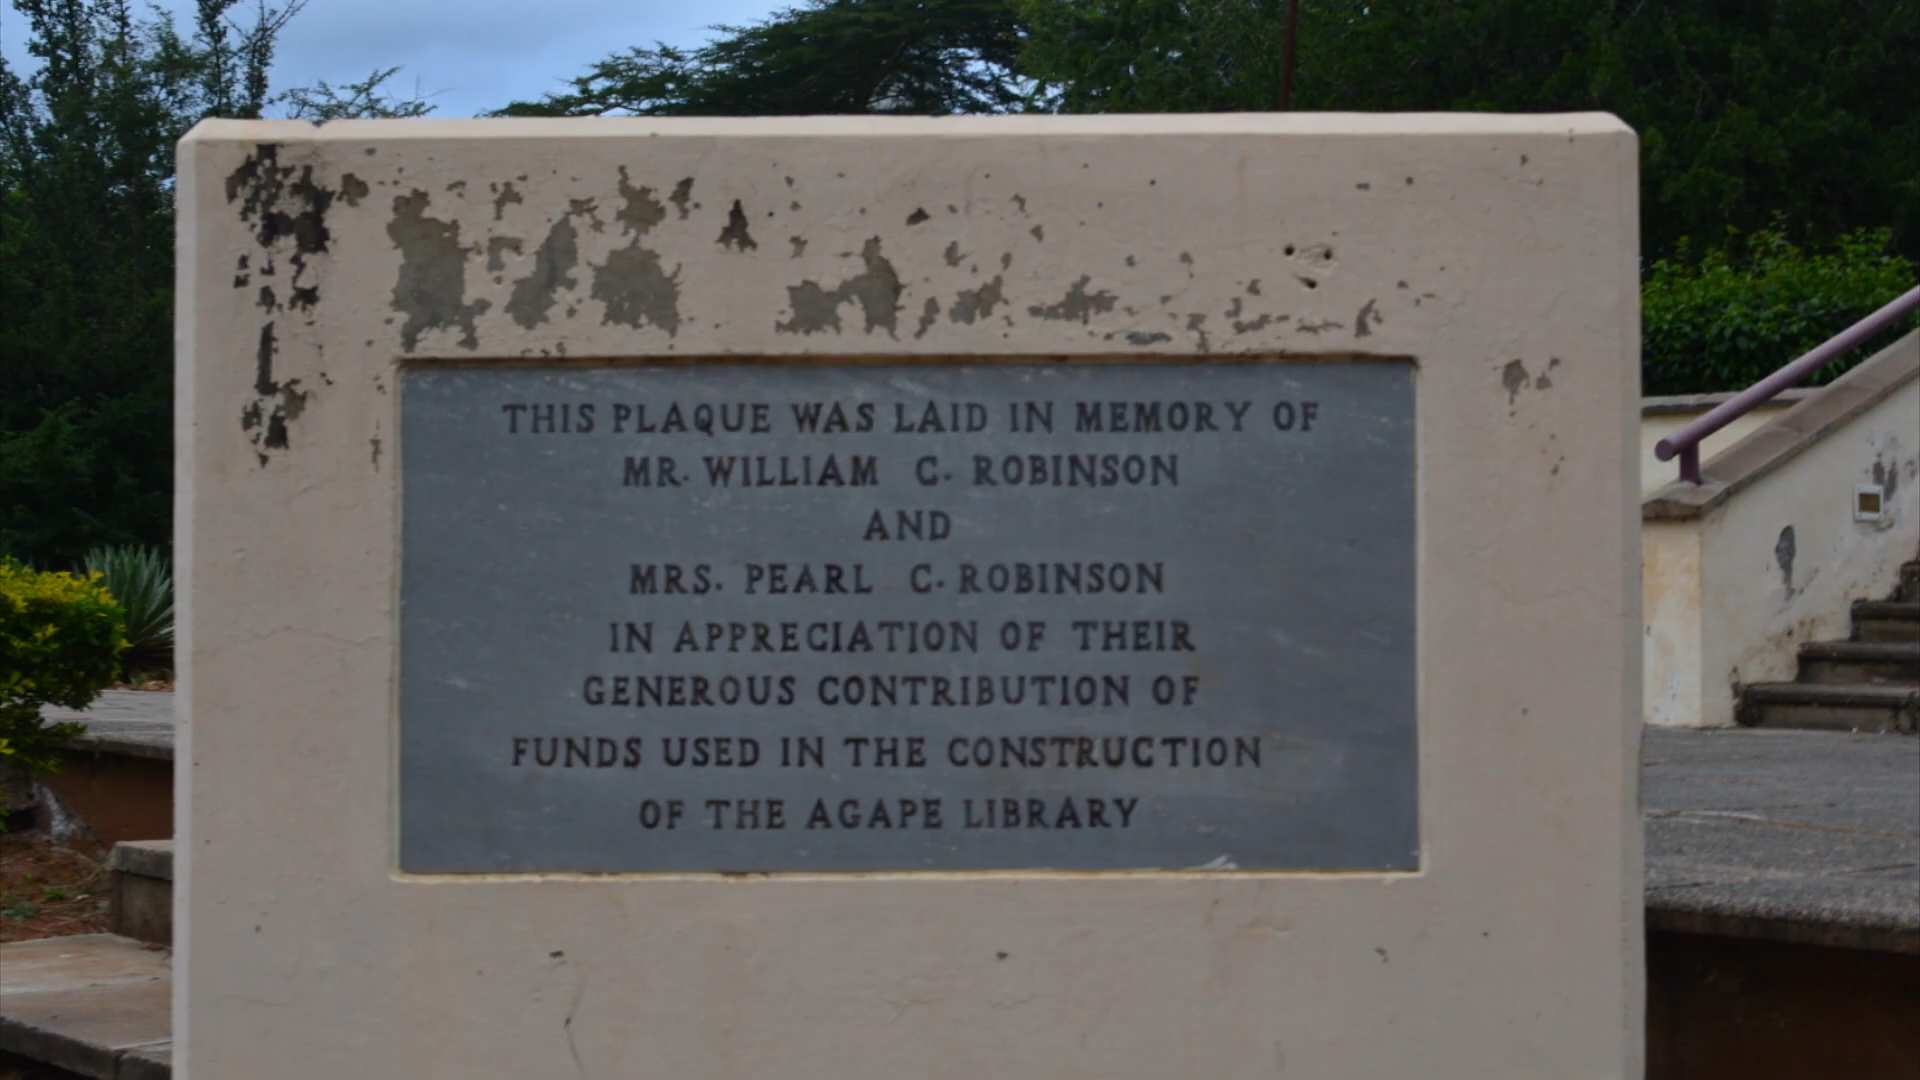 THIS PLAQUE WAS LAID IN MEMORY OF
MR. WILLIAM C. ROBINSON
AND
MRS. PEARL C. ROBINSON
IN APPRECIATION OF THEIR
GENEROUS CONTRIBUTION OF
FUNDS USED IN THE CONSTRUCTION
OF THE AGAPE LIBRARY